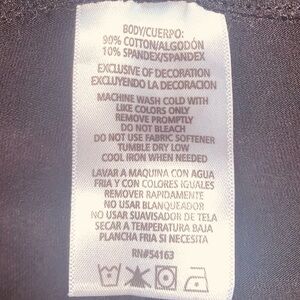 BODY/CUERPO:
90% COTTON/ALGODÓN
10% SPANDEX/SPANDEX
EXCLUSIVE OF DECORATION
EXCLUYENDO LA DECORACION
MACHINE WASH COLD WITH
LIKE COLORS ONLY
REMOVE PROMPTLY
DO NOT BLEACH
DO NOT USE FABRIC SOFTENER
TUMBLE DRY LOW
COOL IRON WHEN NEEDED
LAVAR A MAQUINA CON AGUA
FRIA Y CON COLORES IGUALES
REMOVER RAPIDAMENTE
NO USAR BLANQUEADOR
NO USAR SUAVISADOR DE TELA
SECAR A TEMPERATURA BAJA
PLANCHA FRIA SI NECESITA
RN#54163